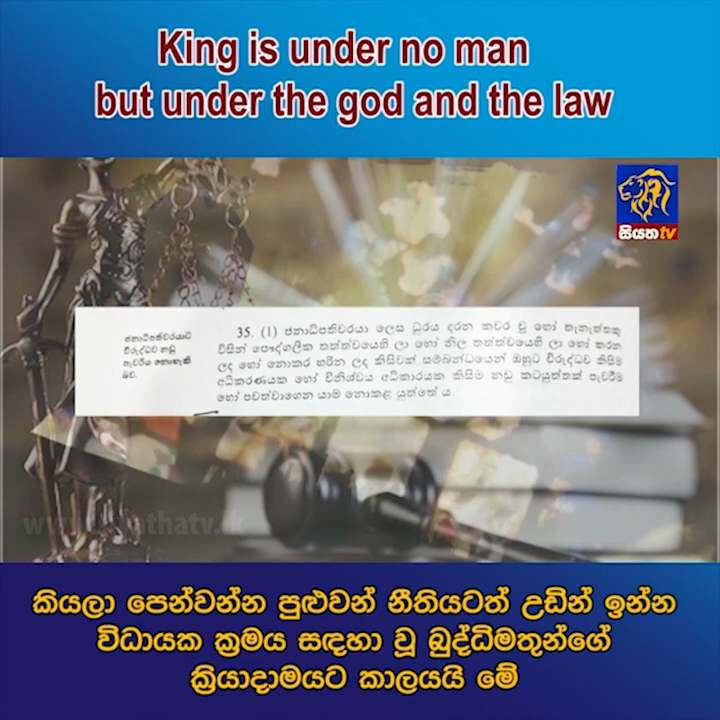 King is under no man
but under the god and the law
සියත tv
ජනාධිපතිවරයාට
විරුද්ධව නඩු
පැවරිය නොහැකි
බව.
35. (1) ජනාධිපතිවරයා ලෙස ධුරය දරන කවර වූ හෝ තැනැත්තකු
විසින් පෞද්ගලික තත්ත්වයෙහි ලා හෝ නිල තත්ත්වයෙහි ලා හෝ කරන
ලද හෝ නොකර හරින ලද කිසිවක් සම්බන්ධයෙන් ඔහුට විරුද්ධව කිසිම
අධිකරණයක හෝ විනිශ්චය අධිකාරයක කිසිම නඩු කටයුත්තක් පැවරීම
හෝ පවත්වාගෙන යාම නොකළ යුත්තේ ය.
කියලා පෙන්වන්න පුළුවන් නීතියටත් උඩින් ඉන්න
විධායක ක්‍රමය සඳහා වූ බුද්ධිමතුන්ගේ
ක්‍රියාදාමයට කාලයයි මේ